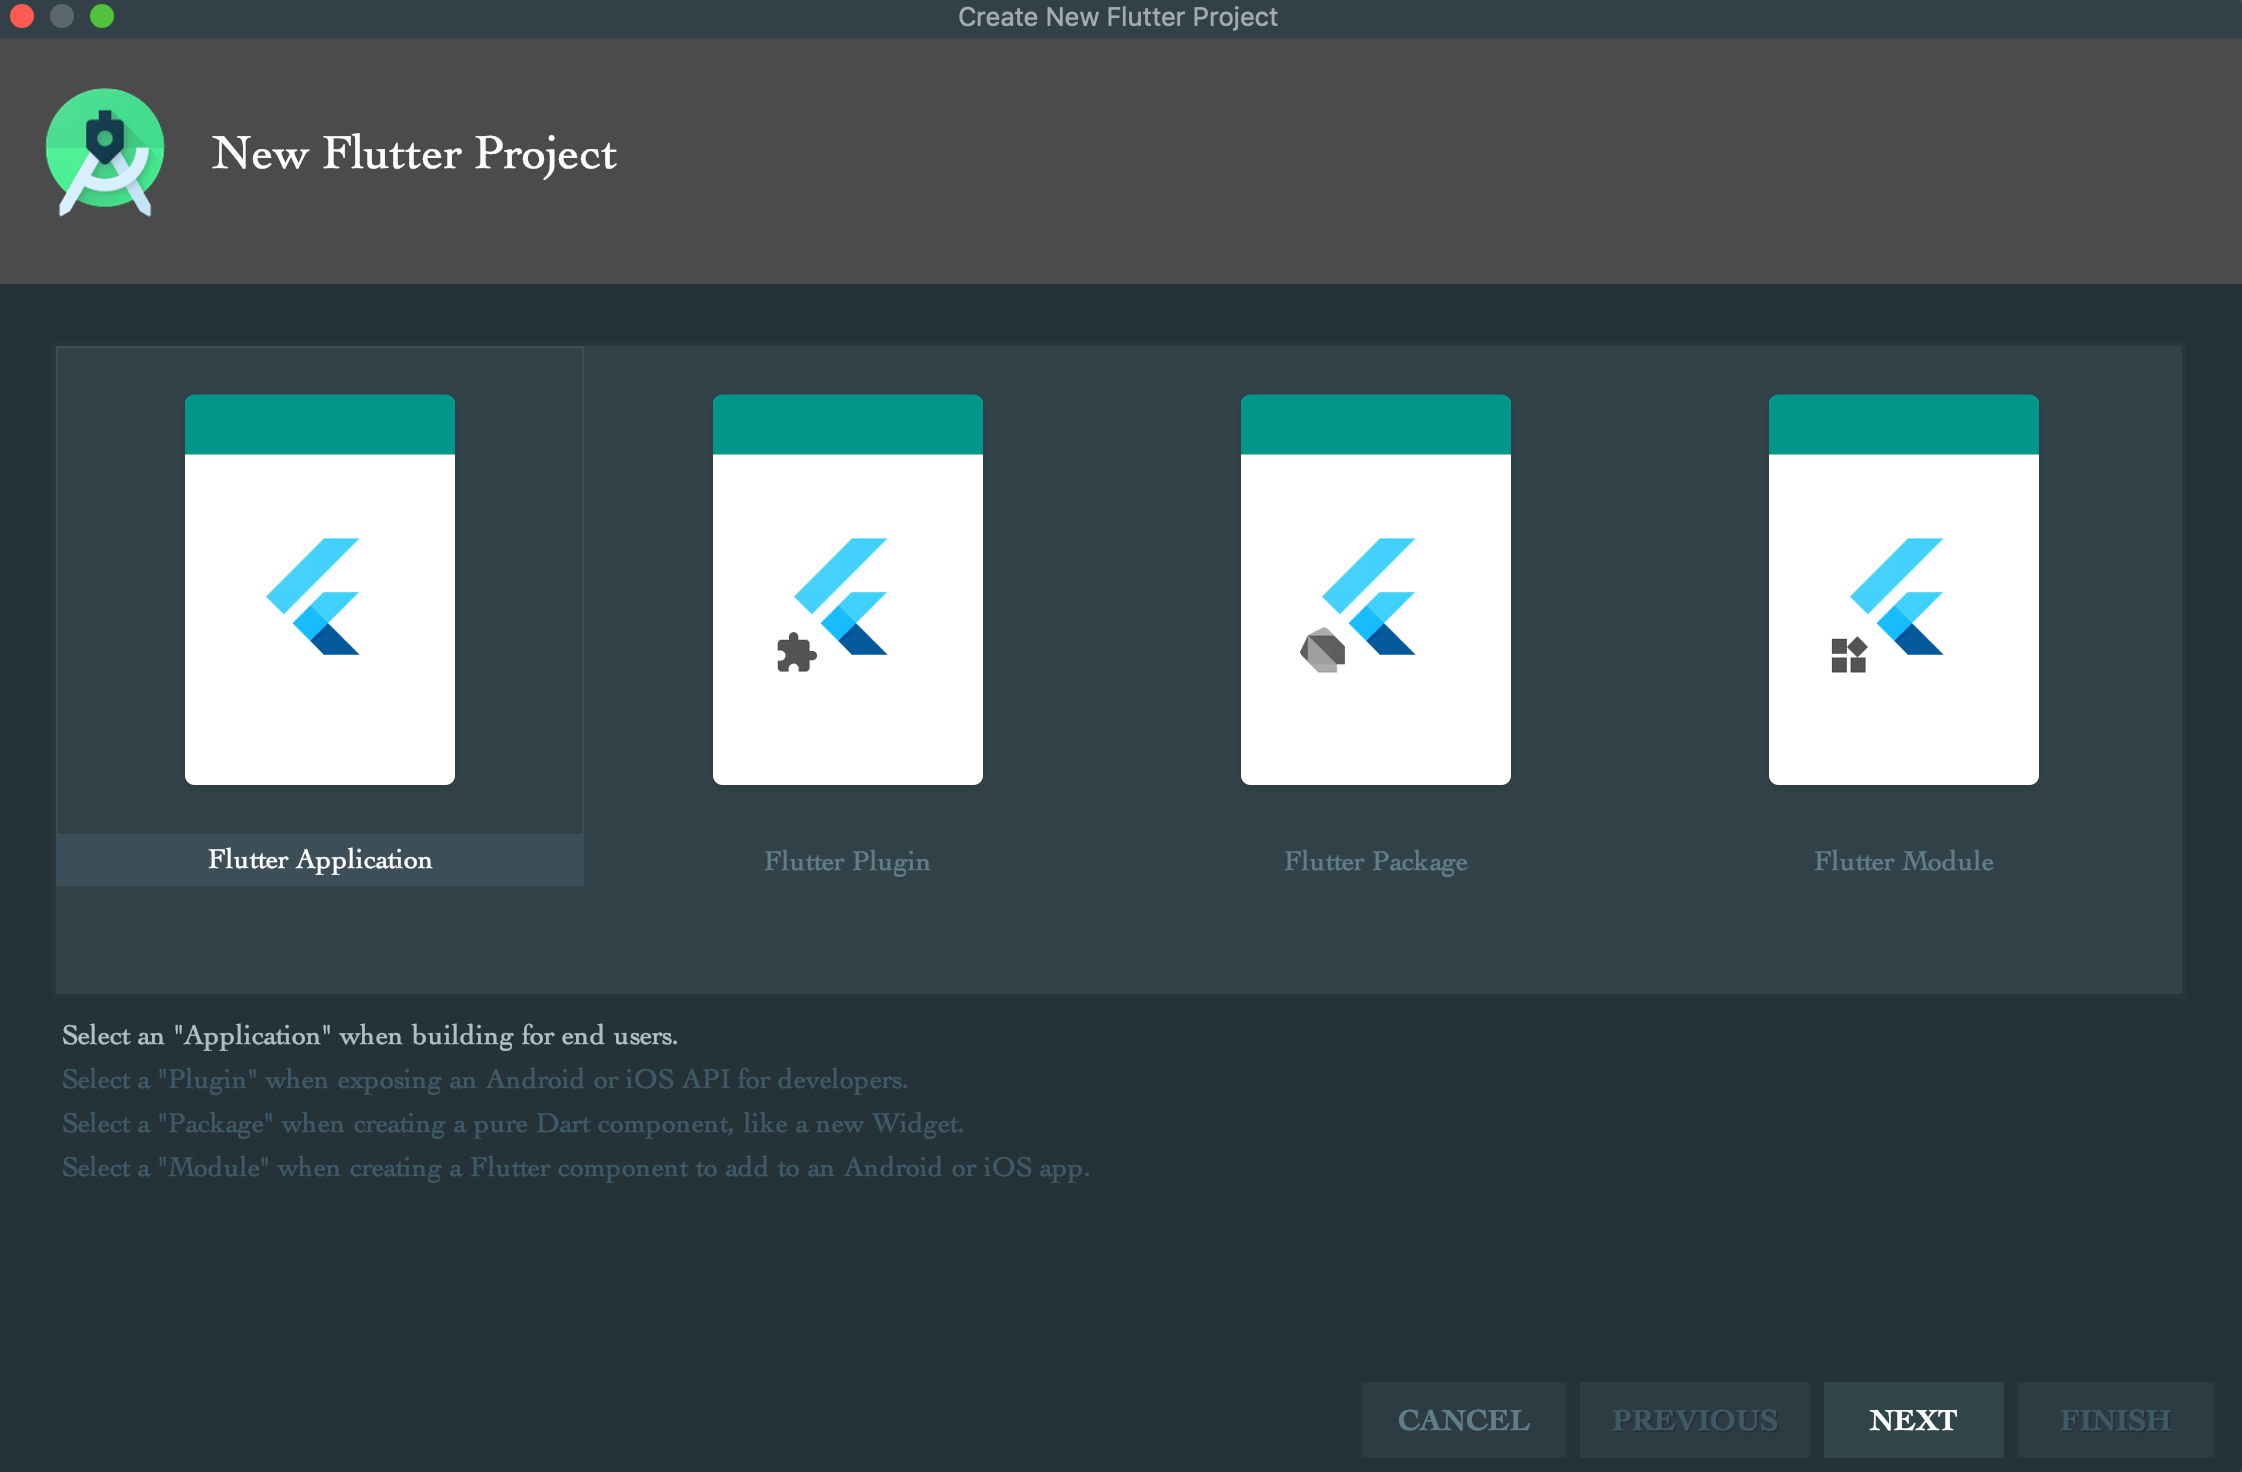 Create New Flutter Project
New Flutter Project
Flutter Application
Flutter Plugin
Flutter Package
Flutter Module
Select an "Application" when building for end users.
Select a "Plugin" when exposing an Android or iOS API for developers.
Select a "Package" when creating a pure Dart component, like a new Widget.
Select a "Module" when creating a Flutter component to add to an Android or iOS app.
CANCEL
PREVIOUS
NEXT
FINISH